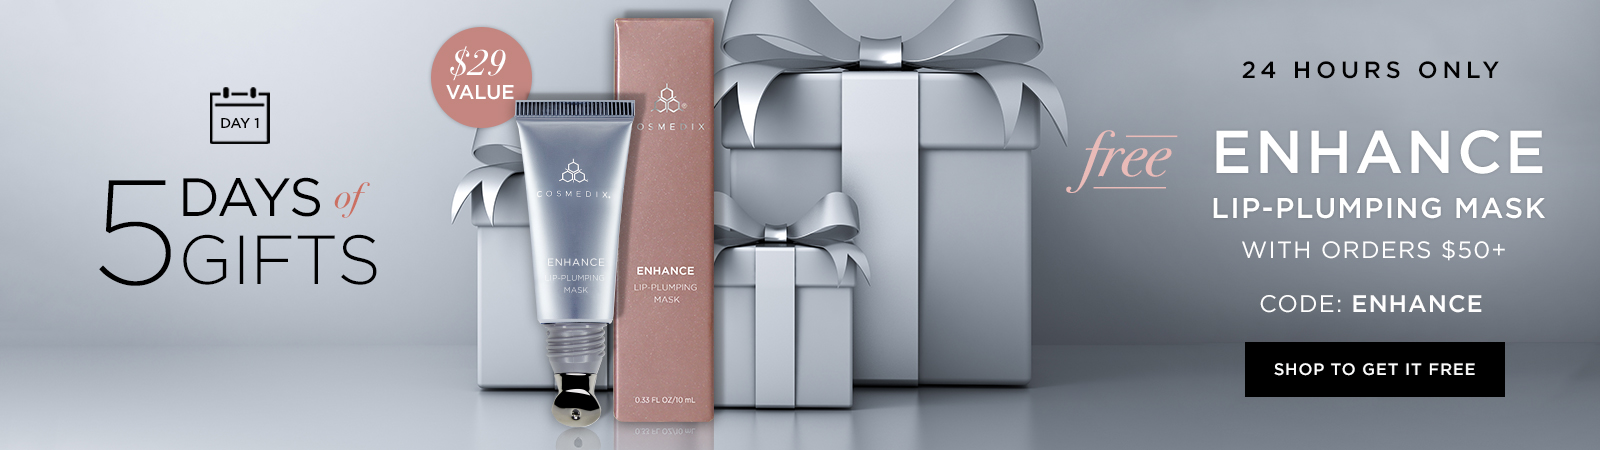 DAY 1
5 DAYS of
GIFTS
$29
VALUE
COSMEDIX
ENHANCE
LIP-PLUMPING
MASK
COSMEDIX
ENHANCE
LIP-PLUMPING
MASK
0.33 FL OZ/10 mL
24 HOURS ONLY
free ENHANCE
LIP-PLUMPING MASK
WITH ORDERS $50+
CODE: ENHANCE
SHOP TO GET IT FREE